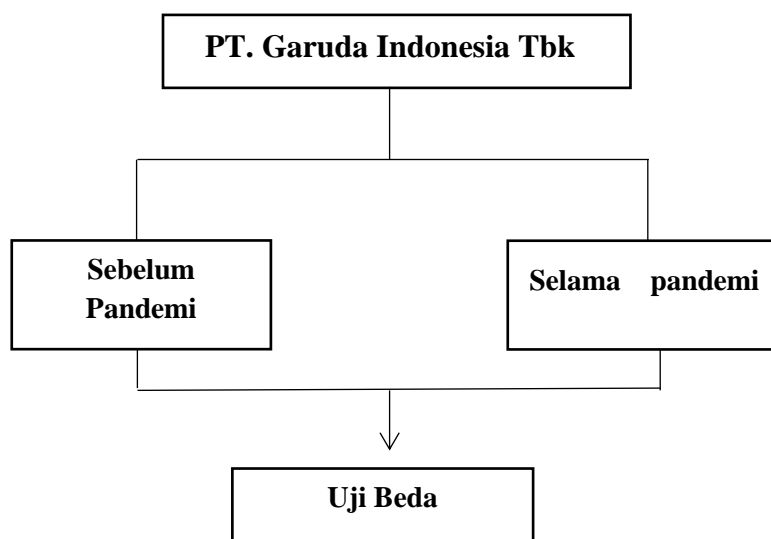 PT. Garuda Indonesia Tbk
Sebelum
Pandemi
Selama pandemi
Uji Beda